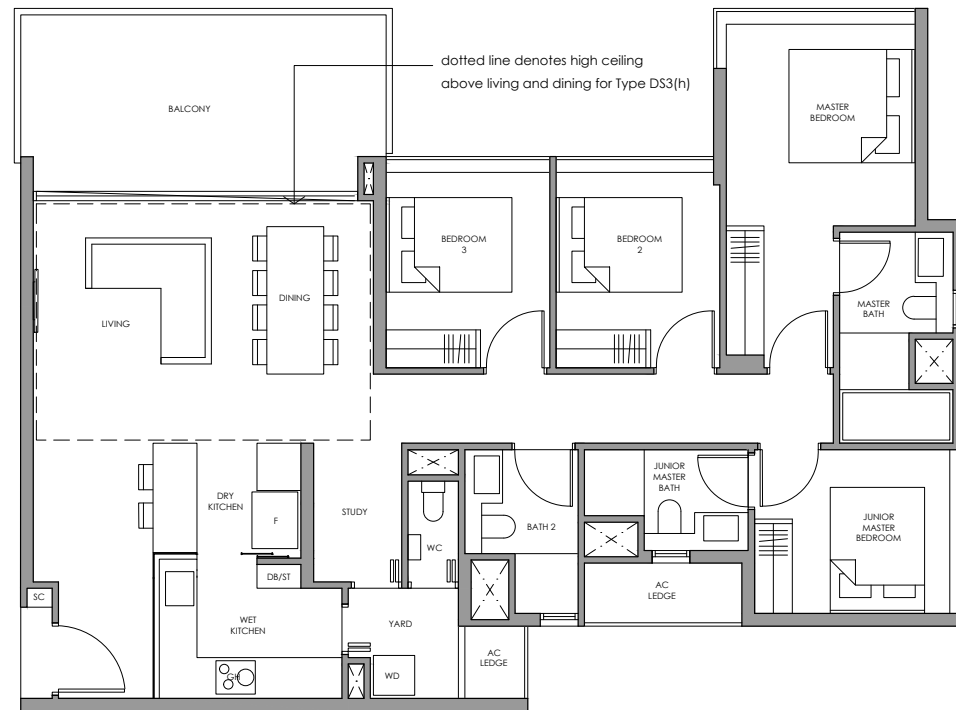 dotted line denotes high ceiling
above living and dining for Type DS3(h)
BALCONY
MASTER
BEDROOM
BEDROOM
3
BEDROOM
2
LIVING
DINING
MASTER
BATH
DRY
KITCHEN
F
STUDY
WC
BATH 2
JUNIOR
MASTER
BATH
JUNIOR
MASTER
BEDROOM
DB/ST
SC
WET
KITCHEN
YARD
AC
LEDGE
AC
LEDGE
GH
WD